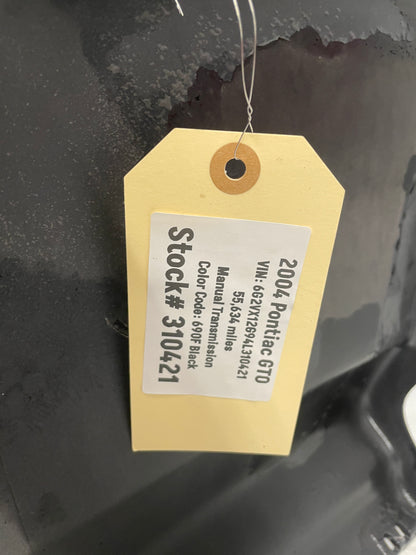 2004 Pontiac GTO
VIN: 6G2VX12G94L310421
55,634 miles
Manual Transmission
Color Code: 690F Black
Stock# 310421